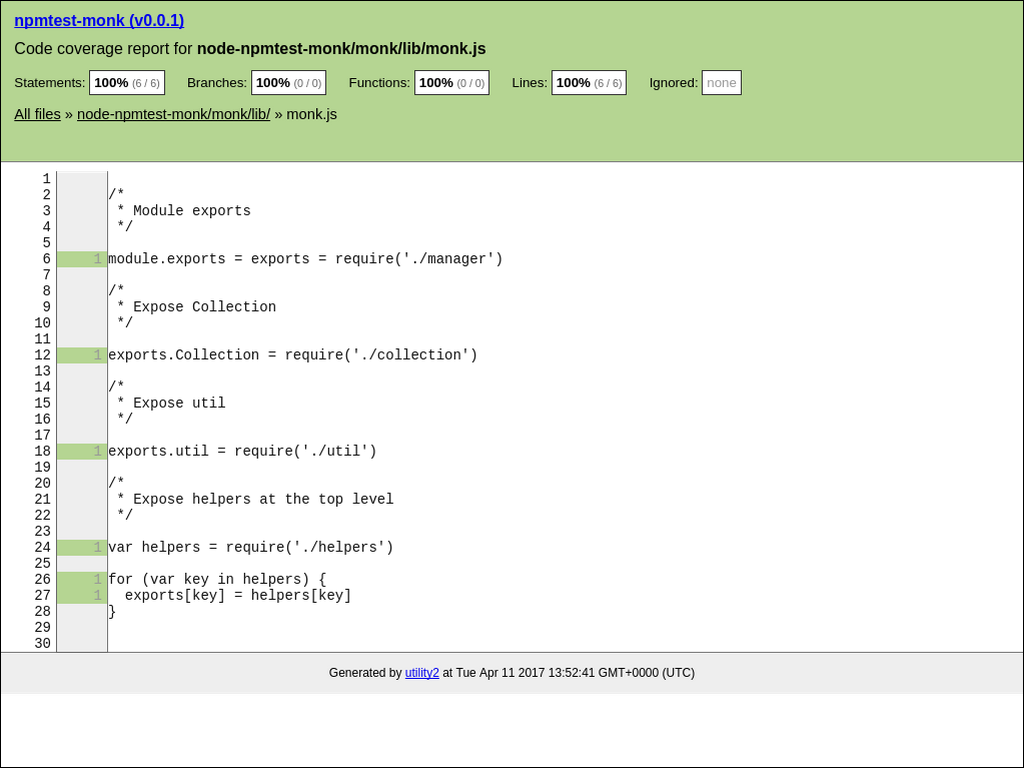 npmtest-monk (v0.0.1)
Code coverage report for node-npmtest-monk/monk/lib/monk.js
Statements: 100% (6 / 6) Branches: 100% (0 / 0) Functions: 100% (0 / 0) Lines: 100% (6 / 6) Ignored: none
All files » node-npmtest-monk/monk/lib/ » monk.js
1
2 /*
3  * Module exports
4  */
5
6 1 module.exports = exports = require('./manager')
7
8 /*
9  * Expose Collection
10  */
11
12 1 exports.Collection = require('./collection')
13
14 /*
15  * Expose util
16  */
17
18 1 exports.util = require('./util')
19
20 /*
21  * Expose helpers at the top level
22  */
23
24 1 var helpers = require('./helpers')
25
26 1 for (var key in helpers) {
27 1   exports[key] = helpers[key]
28 }
29
30
Generated by utility2 at Tue Apr 11 2017 13:52:41 GMT+0000 (UTC)